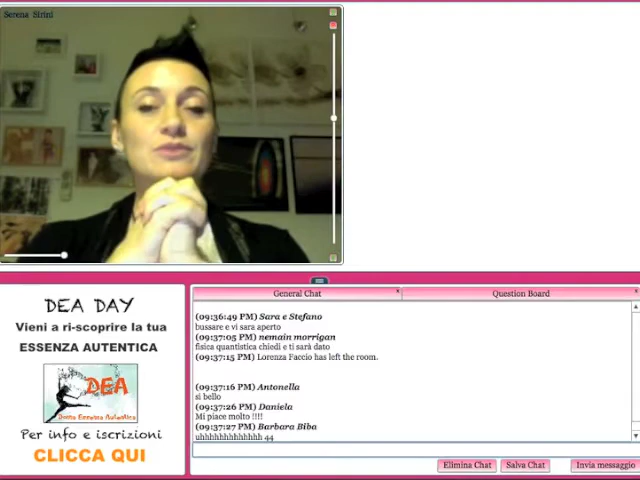 Serena Sirini
General Chat
Question Board
(09:36:49 PM) Sara e Stefano
bussare e vi sara aperto
(09:37:05 PM) nemain morrigan
fisica quantistica chiedi e ti sarà dato
(09:37:15 PM) Lorenza Faccio has left the room.
(09:37:16 PM) Antonella
si bello
(09:37:26 PM) Daniela
Mi piace molto !!!!
(09:37:27 PM) Barbara Biba
uhhhhhhhhhhhhh 44
Elimina Chat
Salva Chat
Invia messaggio
DEA DAY
Vieni a ri-scoprire la tua
ESSENZA AUTENTICA
DEA
Donna Essenza Autentica
Per info e iscrizioni
CLICCA QUI